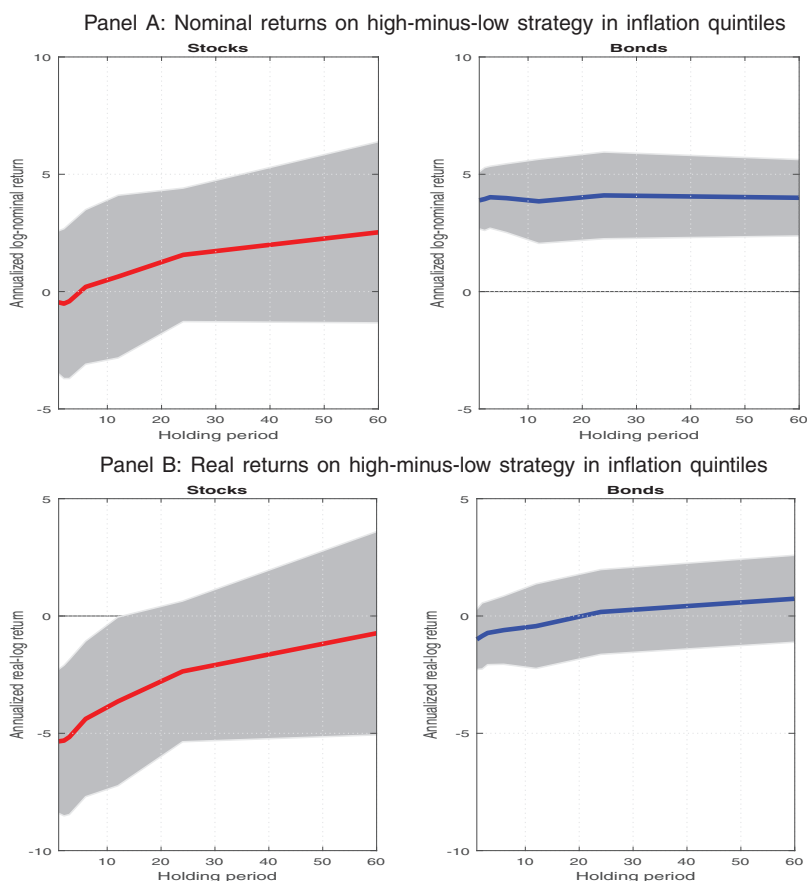 Panel A: Nominal returns on high-minus-low strategy in inflation quintiles
Stocks
Annualized log-nominal return
10
5
0
-5
10 20 30 40 50 60
Holding period
Bonds
Annualized log-nominal return
10
5
0
-5
10 20 30 40 50 60
Holding period
Panel B: Real returns on high-minus-low strategy in inflation quintiles
Stocks
Annualized real-log return
5
0
-5
-10
10 20 30 40 50 60
Holding period
Bonds
Annualized real-log return
5
0
-5
-10
10 20 30 40 50 60
Holding period